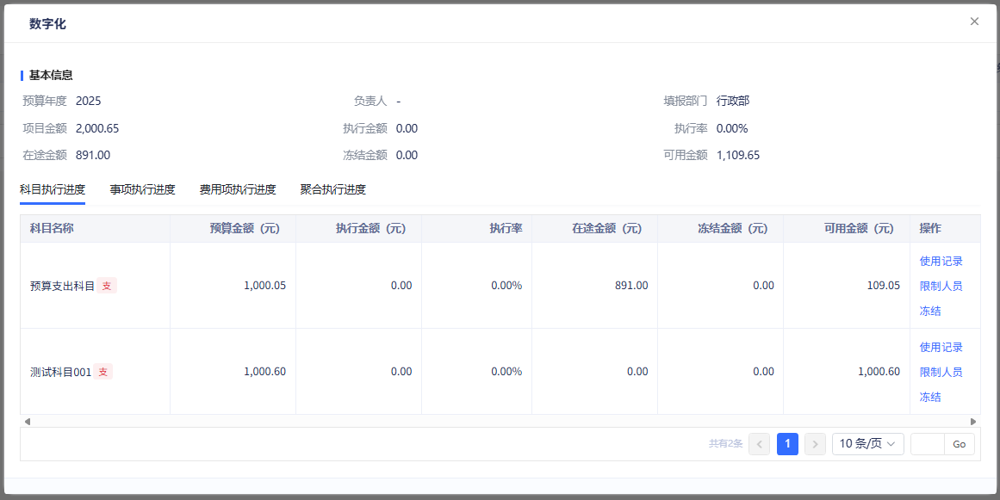 数字化
基本信息
预算年度 2025 负责人 - 填报部门 行政部
项目金额 2,000.65 执行金额 0.00 执行率 0.00%
在途金额 891.00 冻结金额 0.00 可用金额 1,109.65
科目执行进度 事项执行进度 费用项执行进度 聚合执行进度
科目名称 预算金额（元） 执行金额（元） 执行率 在途金额（元） 冻结金额（元） 可用金额（元） 操作
预算支出科目 支 1,000.05 0.00 0.00% 891.00 0.00 109.05 使用记录
限制人员
冻结
测试科目001 支 1,000.60 0.00 0.00% 0.00 0.00 1,000.60 使用记录
限制人员
冻结
共有2条 1 10 条/页 Go